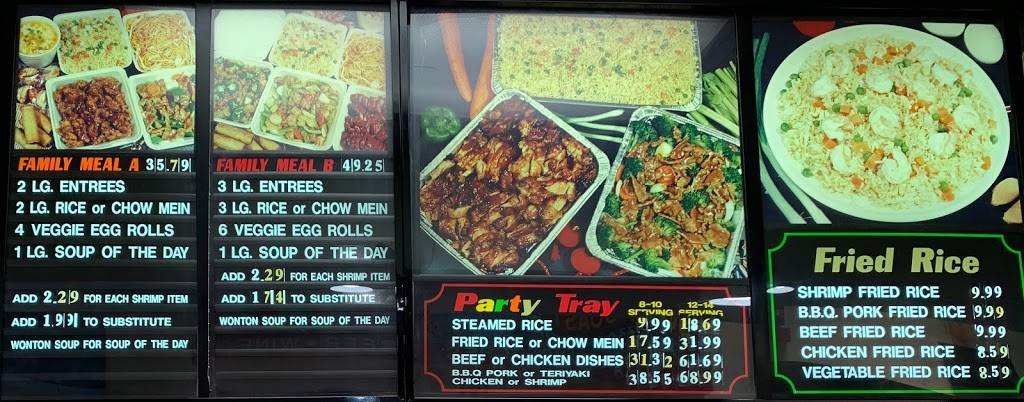 FAMILY MEAL A 35.79
2 LG. ENTREES
2 LG. RICE or CHOW MEIN
4 VEGGIE EGG ROLLS
1 LG. SOUP OF THE DAY
ADD 2.29 FOR EACH SHRIMP ITEM
ADD 1.99 TO SUBSTITUTE
WONTON SOUP FOR SOUP OF THE DAY
FAMILY MEAL B 49.25
3 LG. ENTREES
3 LG. RICE or CHOW MEIN
6 VEGGIE EGG ROLLS
1 LG. SOUP OF THE DAY
ADD 2.29 FOR EACH SHRIMP ITEM
ADD 1.74 TO SUBSTITUTE
WONTON SOUP FOR SOUP OF THE DAY
Party Tray 8-10 SERVING 12-14 SERVING
STEAMED RICE 9.99 18.69
FRIED RICE or CHOW MEIN 17.59 31.99
BEEF or CHICKEN DISHES 31.32 61.69
B.B.Q PORK or TERIYAKI
CHICKEN or SHRIMP 38.55 68.99
Fried Rice
SHRIMP FRIED RICE 9.99
B.B.Q. PORK FRIED RICE 9.99
BEEF FRIED RICE 9.99
CHICKEN FRIED RICE 8.59
VEGETABLE FRIED RICE 8.59